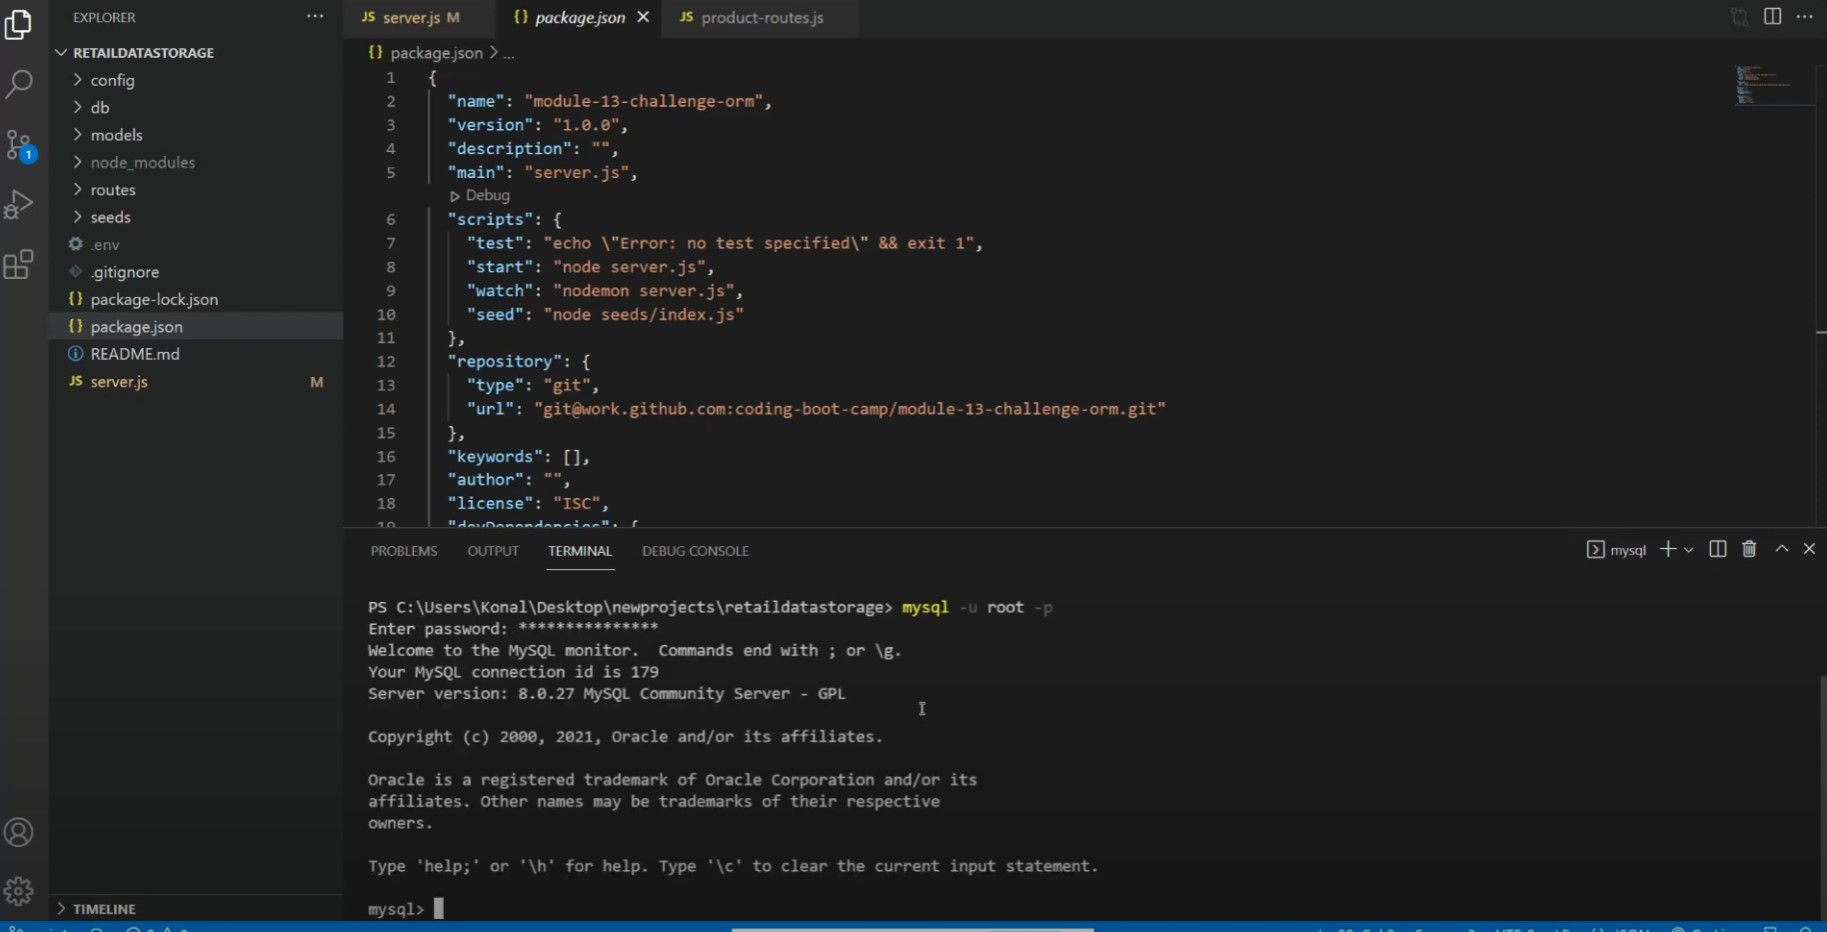 EXPLORER
RETAILDATASTORAGE
config
db
models
node_modules
routes
seeds
.env
.gitignore
package-lock.json
package.json
README.md
server.js M
TIMELINE
1
JS server.js M
{} package.json
JS product-routes.js
{} package.json > ...
1 {
2 "name": "module-13-challenge-orm",
3 "version": "1.0.0",
4 "description": "",
5 "main": "server.js",
Debug
6 "scripts": {
7 "test": "echo \"Error: no test specified\" && exit 1",
8 "start": "node server.js",
9 "watch": "nodemon server.js",
10 "seed": "node seeds/index.js"
11 },
12 "repository": {
13 "type": "git",
14 "url": "git@work.github.com:coding-boot-camp/module-13-challenge-orm.git"
15 },
16 "keywords": [],
17 "author": "",
18 "license": "ISC",
19 "devDependencies": {
PROBLEMS OUTPUT TERMINAL DEBUG CONSOLE
mysql
PS C:\Users\Konal\Desktop\newprojects\retaildatastorage> mysql -u root -p
Enter password: ***************
Welcome to the MySQL monitor.  Commands end with ; or \g.
Your MySQL connection id is 179
Server version: 8.0.27 MySQL Community Server - GPL
Copyright (c) 2000, 2021, Oracle and/or its affiliates.
Oracle is a registered trademark of Oracle Corporation and/or its
affiliates. Other names may be trademarks of their respective
owners.
Type 'help;' or '\h' for help. Type '\c' to clear the current input statement.
mysql>